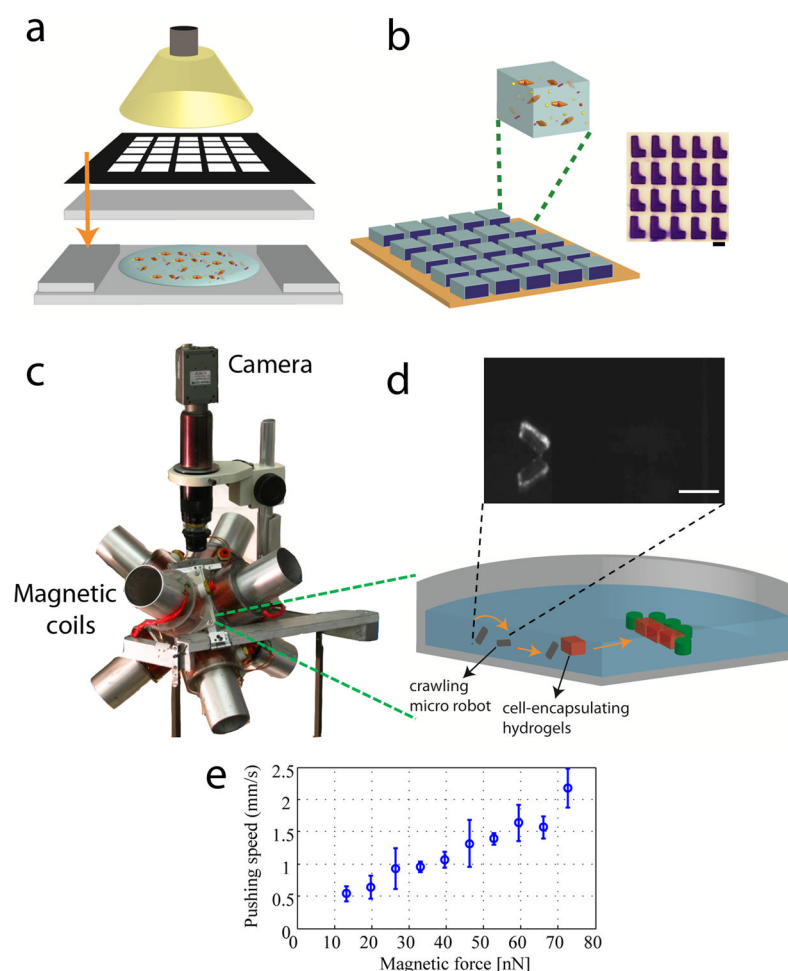 a
b
c
Camera
Magnetic
coils
d
crawling
micro robot
cell-encapsulating
hydrogels
e
Pushing speed (mm/s)
2.5
2
1.5
1
0.5
0
0
10
20
30
40
50
60
70
80
Magnetic force [nN]